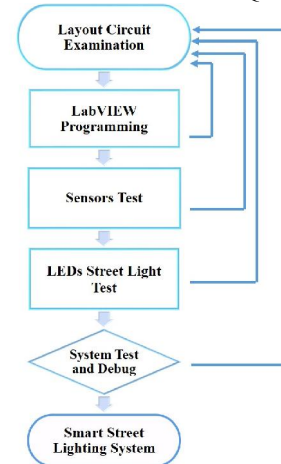 Layout Circuit
Examination
LabVIEW
Programming
Sensors Test
LEDs Street Light
Test
System Test
and Debug
Smart Street
Lighting System